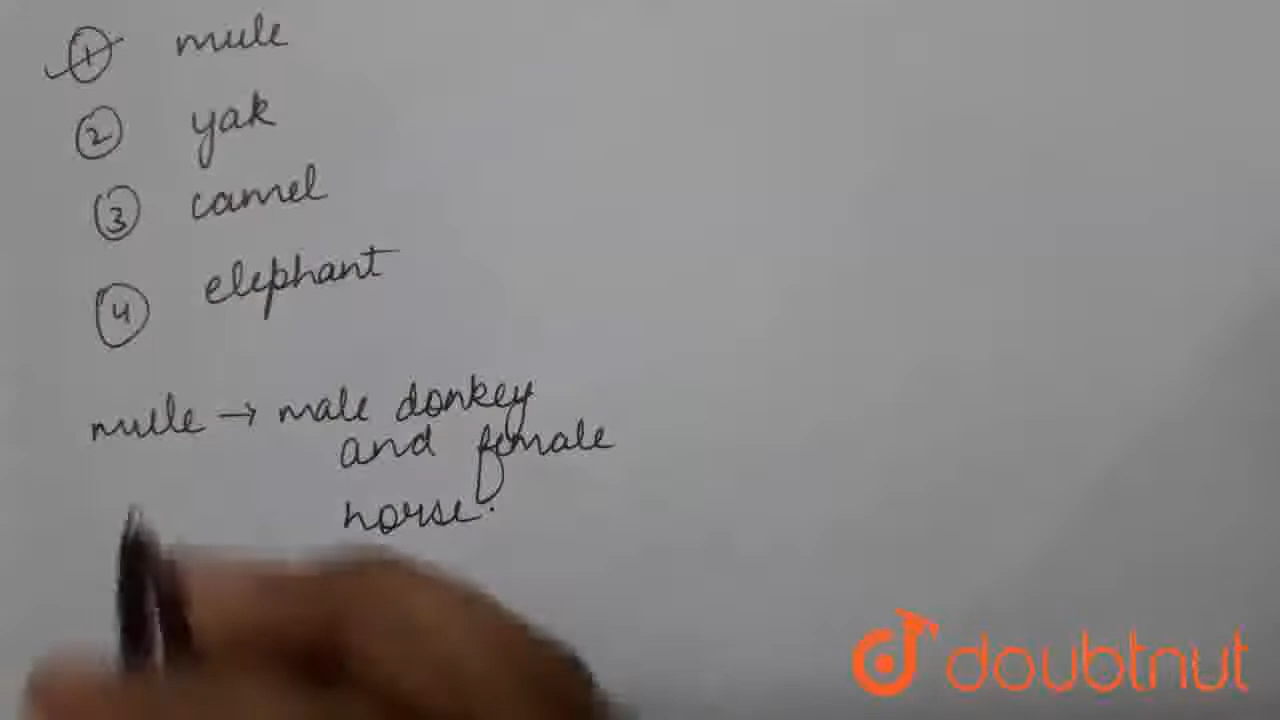 ① mule
② yak
③ camel
④ elephant
mule → male donkey
and female
horse.
doubtnut